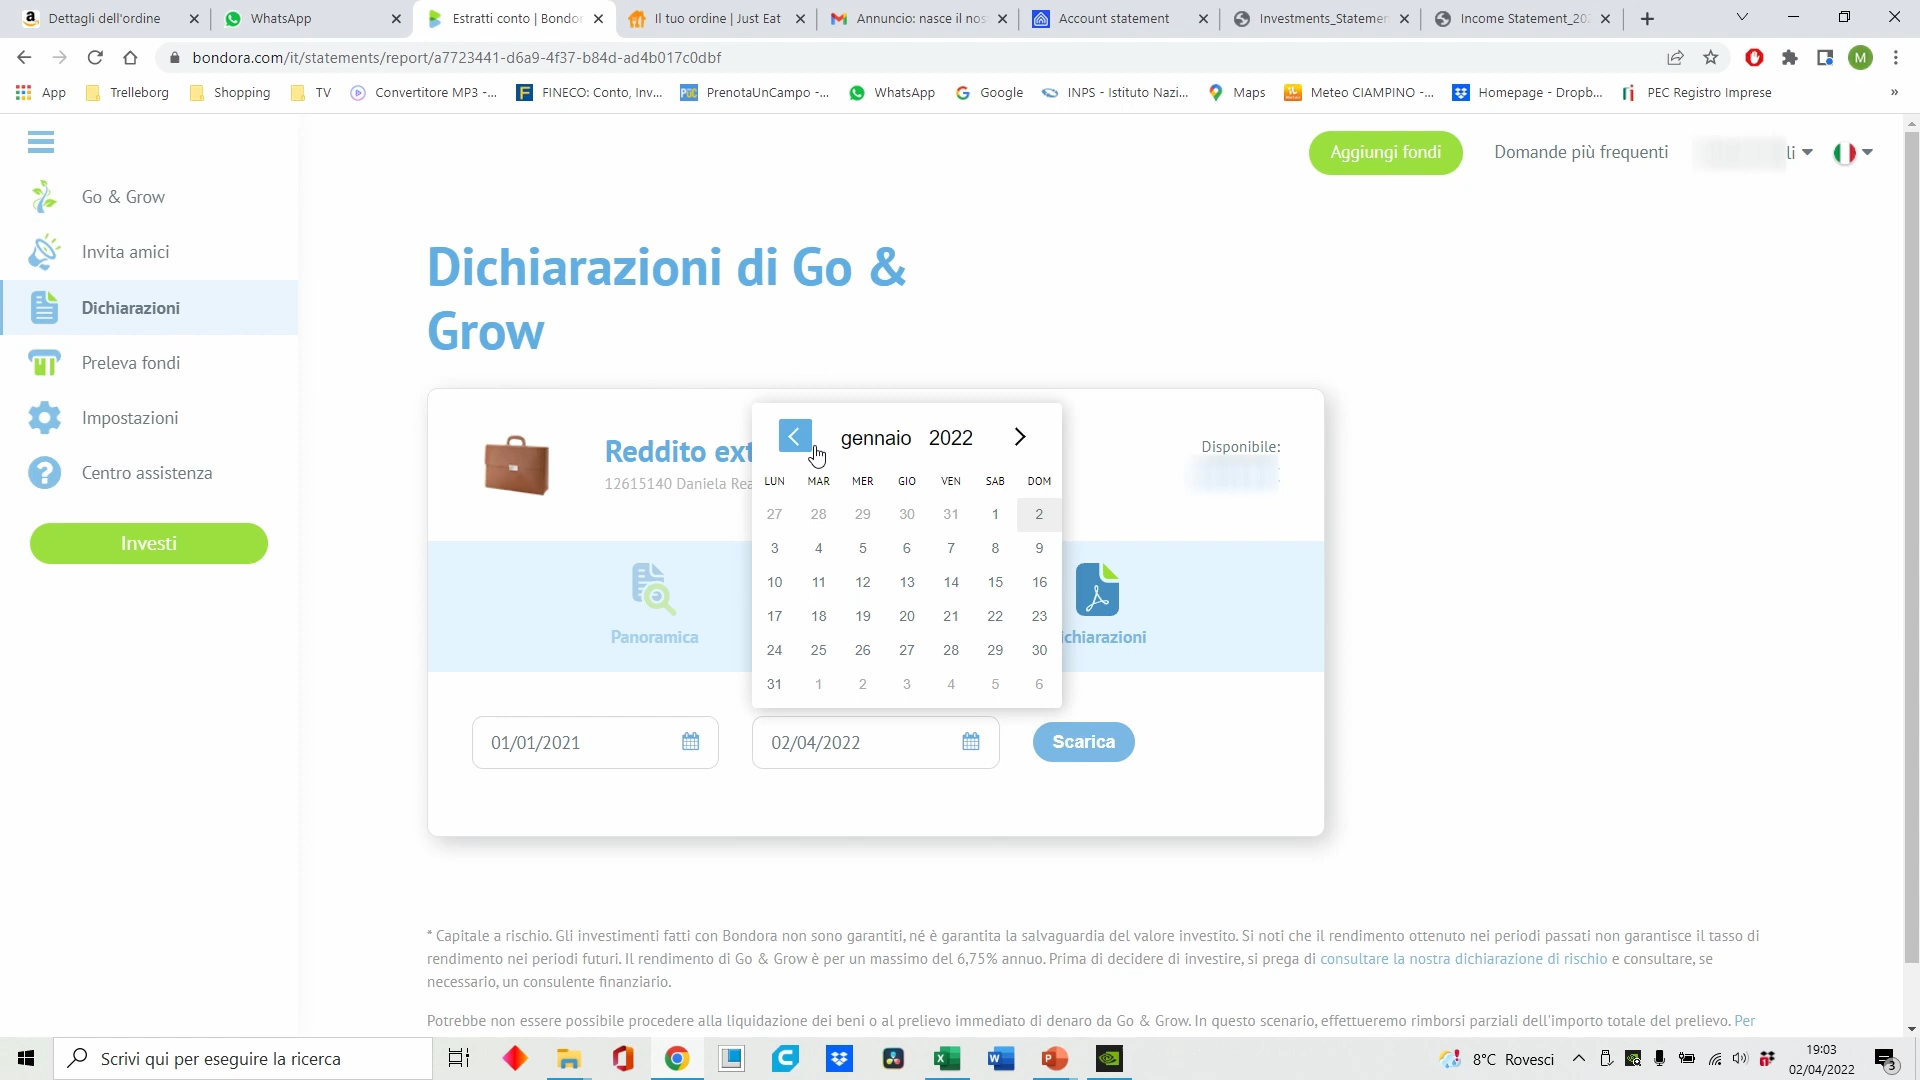 Dettagli dell'ordine
WhatsApp
Estratti conto | Bondor
Il tuo ordine | Just Eat
Annuncio: nasce il nos
Account statement
Investments_Statemen
Income Statement_202
bondora.com/it/statements/report/a7723441-d6a9-4f37-b84d-ad4b017c0dbf
M
App
Trelleborg
Shopping
TV
Convertitore MP3 -...
FINECO: Conto, Inv...
PrenotaUnCampo -...
WhatsApp
Google
INPS - Istituto Nazi...
Maps
Meteo CIAMPINO -...
Homepage - Dropb...
PEC Registro Imprese
»
Aggiungi fondi
Domande più frequenti
li
Go & Grow
Invita amici
Dichiarazioni
Preleva fondi
Impostazioni
Centro assistenza
Investi
Dichiarazioni di Go &
Grow
Reddito ext
12615140 Daniela Rea
Disponibile:
gennaio 2022
LUN MAR MER GIO VEN SAB DOM
27 28 29 30 31 1 2
3 4 5 6 7 8 9
10 11 12 13 14 15 16
17 18 19 20 21 22 23
24 25 26 27 28 29 30
31 1 2 3 4 5 6
Panoramica
chiarazioni
01/01/2021
02/04/2022
Scarica
* Capitale a rischio. Gli investimenti fatti con Bondora non sono garantiti, né è garantita la salvaguardia del valore investito. Si noti che il rendimento ottenuto nei periodi passati non garantisce il tasso di
rendimento nei periodi futuri. Il rendimento di Go & Grow è per un massimo del 6,75% annuo. Prima di decidere di investire, si prega di consultare la nostra dichiarazione di rischio e consultare, se
necessario, un consulente finanziario.
Potrebbe non essere possibile procedere alla liquidazione dei beni o al prelievo immediato di denaro da Go & Grow. In questo scenario, effettueremo rimborsi parziali dell'importo totale del prelievo. Per
Scrivi qui per eseguire la ricerca
8°C Rovesci
19:03
02/04/2022
3